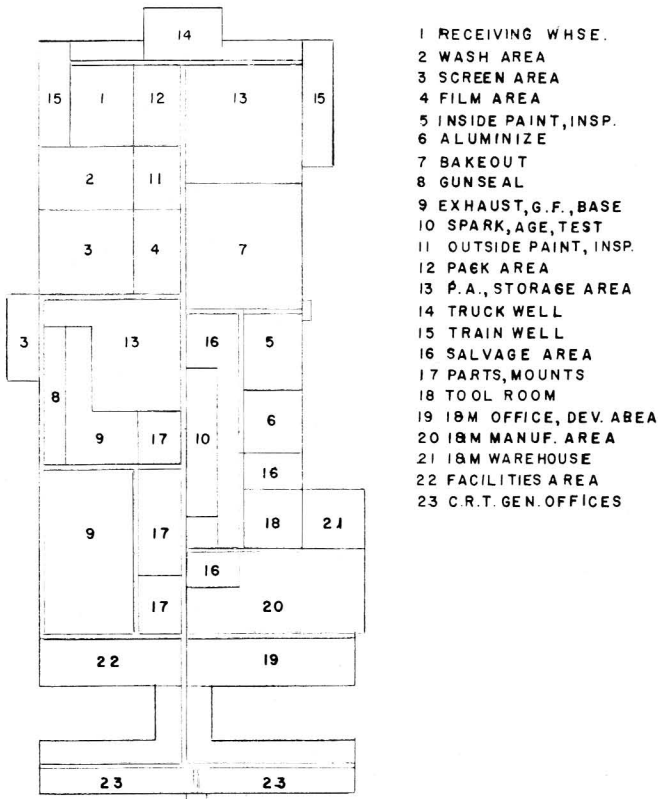 14
15 1 12 13 15
2 11
3 4 7
3 13 16 5
8
9 17 10 6
16
9 17 18 21
16
17 20
22 19
23 23
1 RECEIVING WHSE.
2 WASH AREA
3 SCREEN AREA
4 FILM AREA
5 INSIDE PAINT, INSP.
6 ALUMINIZE
7 BAKEOUT
8 GUNSEAL
9 EXHAUST, G.F., BASE
10 SPARK, AGE, TEST
11 OUTSIDE PAINT, INSP.
12 PACK AREA
13 P.A., STORAGE AREA
14 TRUCK WELL
15 TRAIN WELL
16 SALVAGE AREA
17 PARTS, MOUNTS
18 TOOL ROOM
19 I&M OFFICE, DEV. AREA
20 I&M MANUF. AREA
21 I&M WAREHOUSE
22 FACILITIES AREA
23 C.R.T. GEN. OFFICES